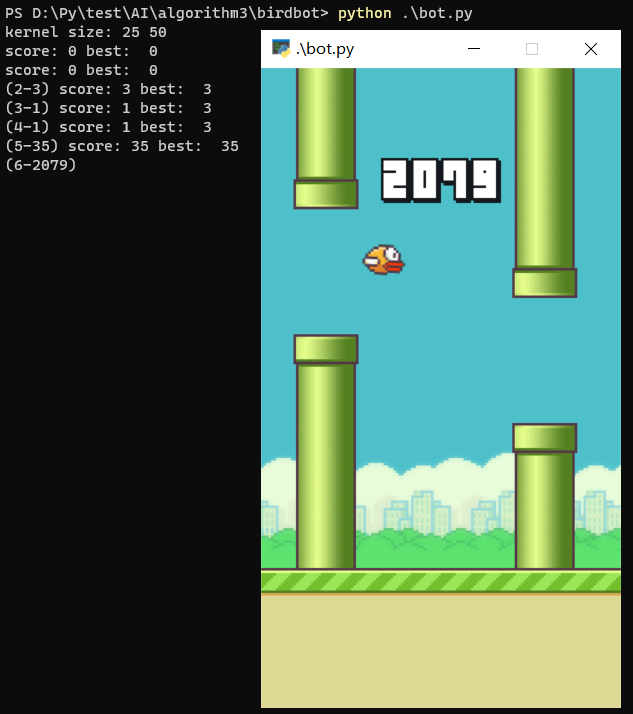 PS D:\Py\test\AI\algorithm3\birdbot> python .\bot.py
kernel size: 25 50
score: 0 best:  0
score: 0 best:  0
(2-3) score: 3 best:  3
(3-1) score: 1 best:  3
(4-1) score: 1 best:  3
(5-35) score: 35 best:  35
(6-2079)
.\bot.py
2079